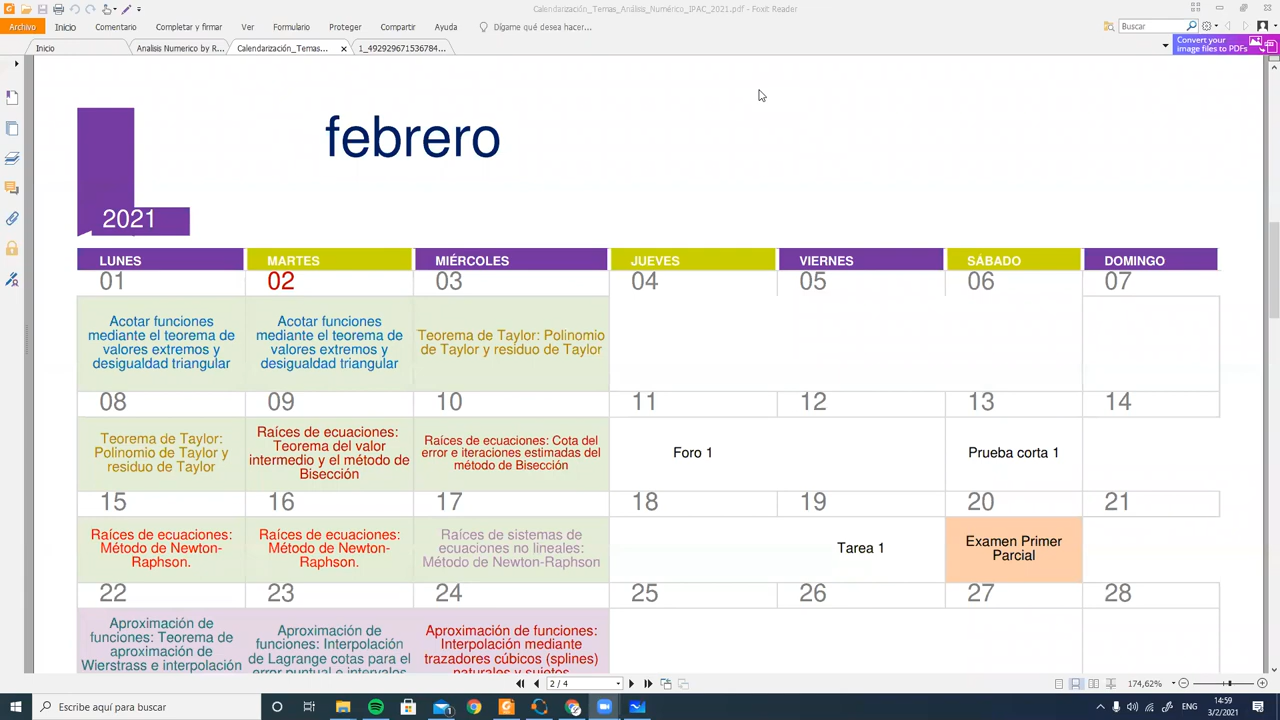 Calendarización_Temas_Análisis_Numérico_IPAC_2021.pdf - Foxit Reader
Archivo Inicio Comentario Completar y firmar Ver Formulario Proteger Compartir Ayuda Dígame qué desea hacer... Buscar
Inicio Analisis Numerico by R... Calendarización_Temas... 1_492929671536784... Convert your
image files to PDFs
febrero
2021
LUNES MARTES MIÉRCOLES JUEVES VIERNES SÁBADO DOMINGO
01 02 03 04 05 06 07
Acotar funciones
mediante el teorema de
valores extremos y
desigualdad triangular
Acotar funciones
mediante el teorema de
valores extremos y
desigualdad triangular
Teorema de Taylor: Polinomio
de Taylor y residuo de Taylor
08 09 10 11 12 13 14
Teorema de Taylor:
Polinomio de Taylor y
residuo de Taylor
Raíces de ecuaciones:
Teorema del valor
intermedio y el método de
Bisección
Raíces de ecuaciones: Cota del
error e iteraciones estimadas del
método de Bisección
Foro 1
Prueba corta 1
15 16 17 18 19 20 21
Raíces de ecuaciones:
Método de Newton-
Raphson.
Raíces de ecuaciones:
Método de Newton-
Raphson.
Raíces de sistemas de
ecuaciones no lineales:
Método de Newton-Raphson
Tarea 1
Examen Primer
Parcial
22 23 24 25 26 27 28
Aproximación de
funciones: Teorema de
aproximación de
Wierstrass e interpolación
Aproximación de
funciones: Interpolación
de Lagrange cotas para el
error puntual e intervalos
Aproximación de funciones:
Interpolación mediante
trazadores cúbicos (splines)
naturales y sujetos
2 / 4 174,62%
Escribe aquí para buscar
ENG
14:59
3/2/2021